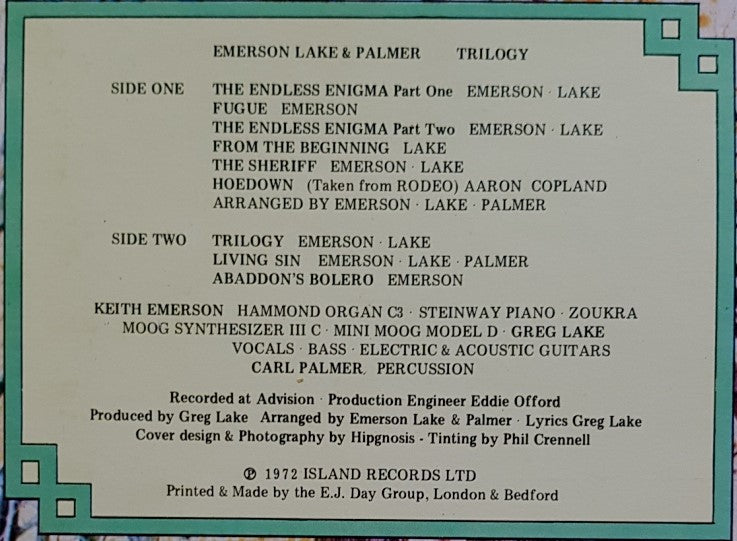 EMERSON LAKE & PALMER TRILOGY
SIDE ONE THE ENDLESS ENIGMA Part One EMERSON · LAKE
FUGUE EMERSON
THE ENDLESS ENIGMA Part Two EMERSON · LAKE
FROM THE BEGINNING LAKE
THE SHERIFF EMERSON · LAKE
HOEDOWN (Taken from RODEO) AARON COPLAND
ARRANGED BY EMERSON · LAKE · PALMER
SIDE TWO TRILOGY EMERSON · LAKE
LIVING SIN EMERSON · LAKE · PALMER
ABADDON'S BOLERO EMERSON
KEITH EMERSON HAMMOND ORGAN C3 · STEINWAY PIANO · ZOUKRA
MOOG SYNTHESIZER III C · MINI MOOG MODEL D · GREG LAKE
VOCALS · BASS · ELECTRIC & ACOUSTIC GUITARS
CARL PALMER PERCUSSION
Recorded at Advision · Production Engineer Eddie Offord
Produced by Greg Lake Arranged by Emerson Lake & Palmer · Lyrics Greg Lake
Cover design & Photography by Hipgnosis - Tinting by Phil Crennell
℗ 1972 ISLAND RECORDS LTD
Printed & Made by the E.J. Day Group, London & Bedford